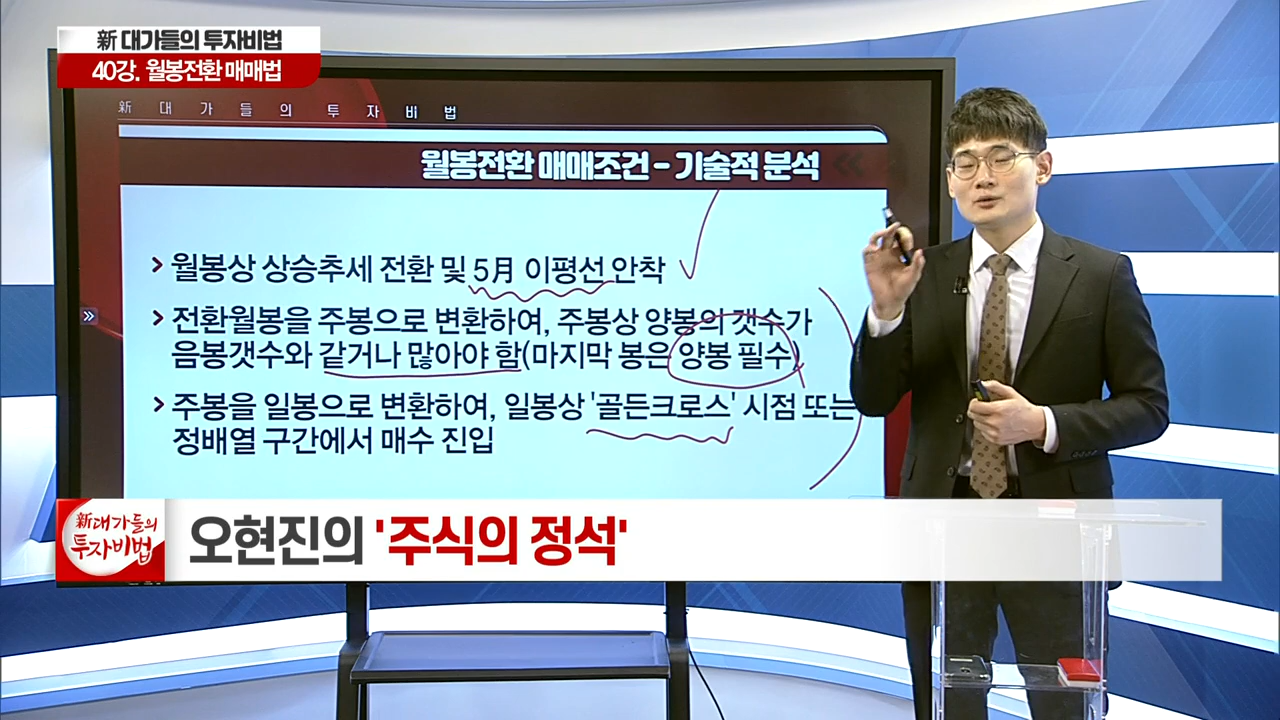 新 대가들의 투자비법
40강. 월봉전환 매매법
新 대 가 들 의 투 자 비 법
월봉전환 매매조건 - 기술적 분석
월봉상 상승추세 전환 및 5月 이평선 안착
전환월봉을 주봉으로 변환하여, 주봉상 양봉의 갯수가
음봉갯수와 같거나 많아야 함(마지막 봉은 양봉 필수)
주봉을 일봉으로 변환하여, 일봉상 '골든크로스' 시점 또는
정배열 구간에서 매수 진입
新대가들의
투자비법
오현진의 '주식의 정석'